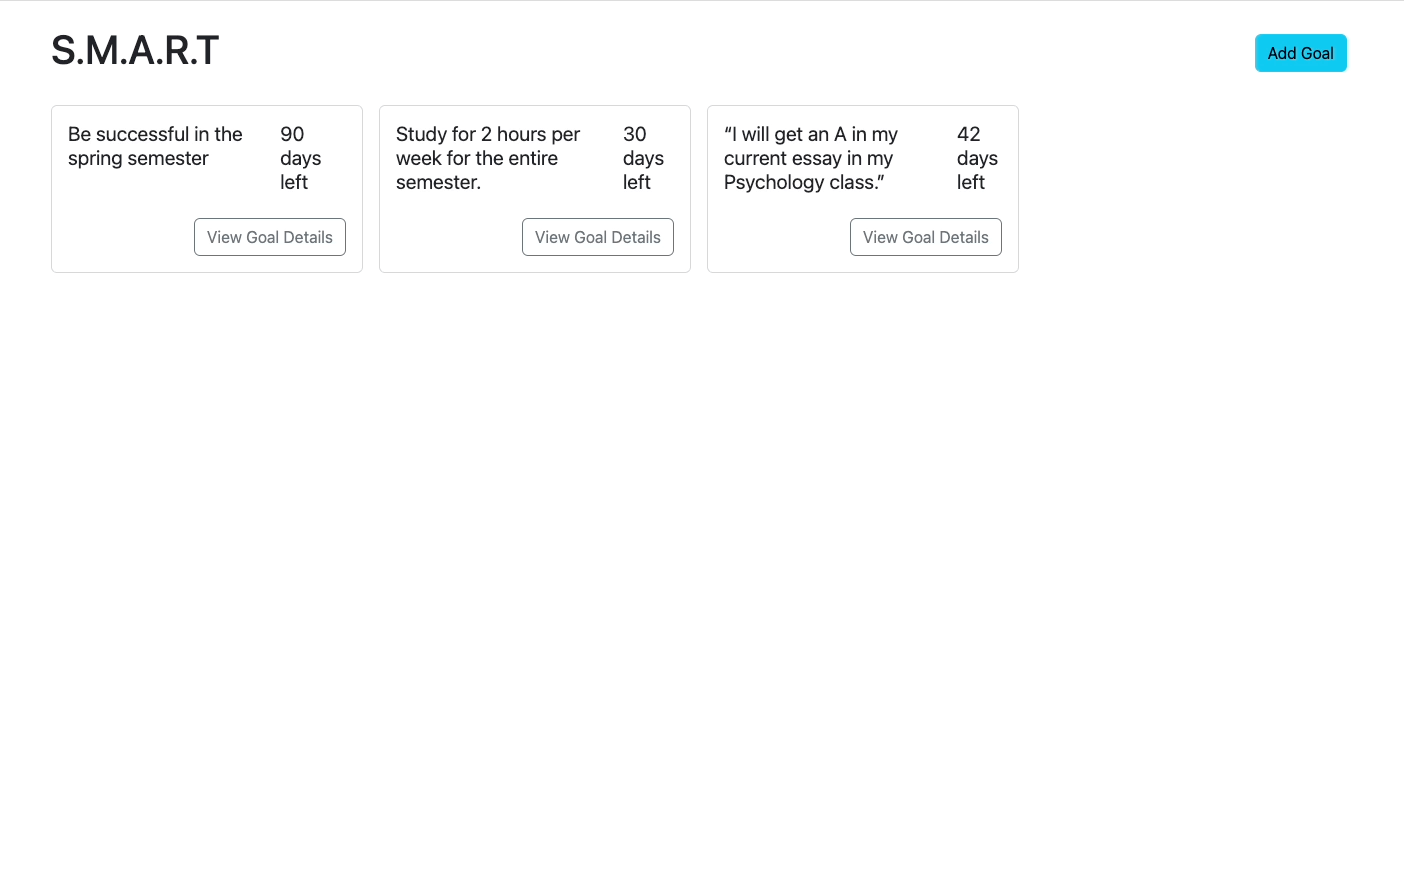 S.M.A.R.T
Add Goal
Be successful in the
spring semester
90
days
left
View Goal Details
Study for 2 hours per
week for the entire
semester.
30
days
left
View Goal Details
“I will get an A in my
current essay in my
Psychology class.”
42
days
left
View Goal Details